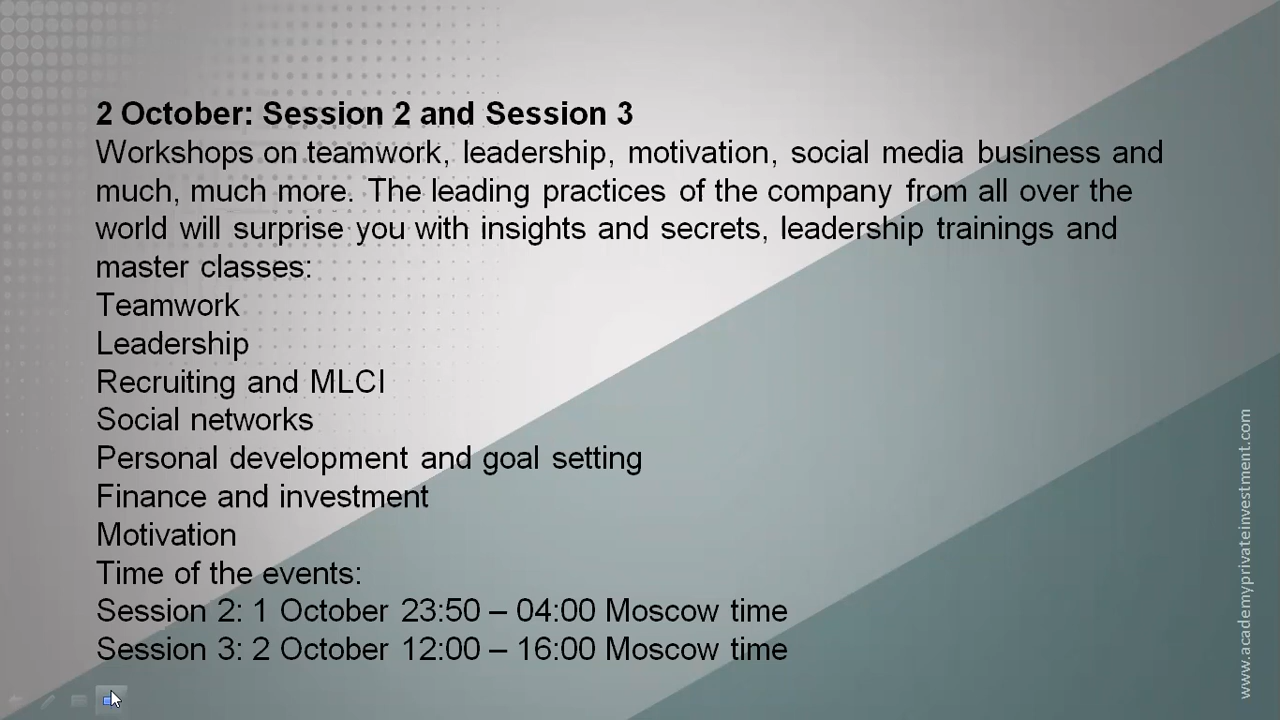 2 October: Session 2 and Session 3
Workshops on teamwork, leadership, motivation, social media business and
much, much more. The leading practices of the company from all over the
world will surprise you with insights and secrets, leadership trainings and
master classes:
Teamwork
Leadership
Recruiting and MLCI
Social networks
Personal development and goal setting
Finance and investment
Motivation
Time of the events:
Session 2: 1 October 23:50 – 04:00 Moscow time
Session 3: 2 October 12:00 – 16:00 Moscow time
www.academyprivateinvestment.com